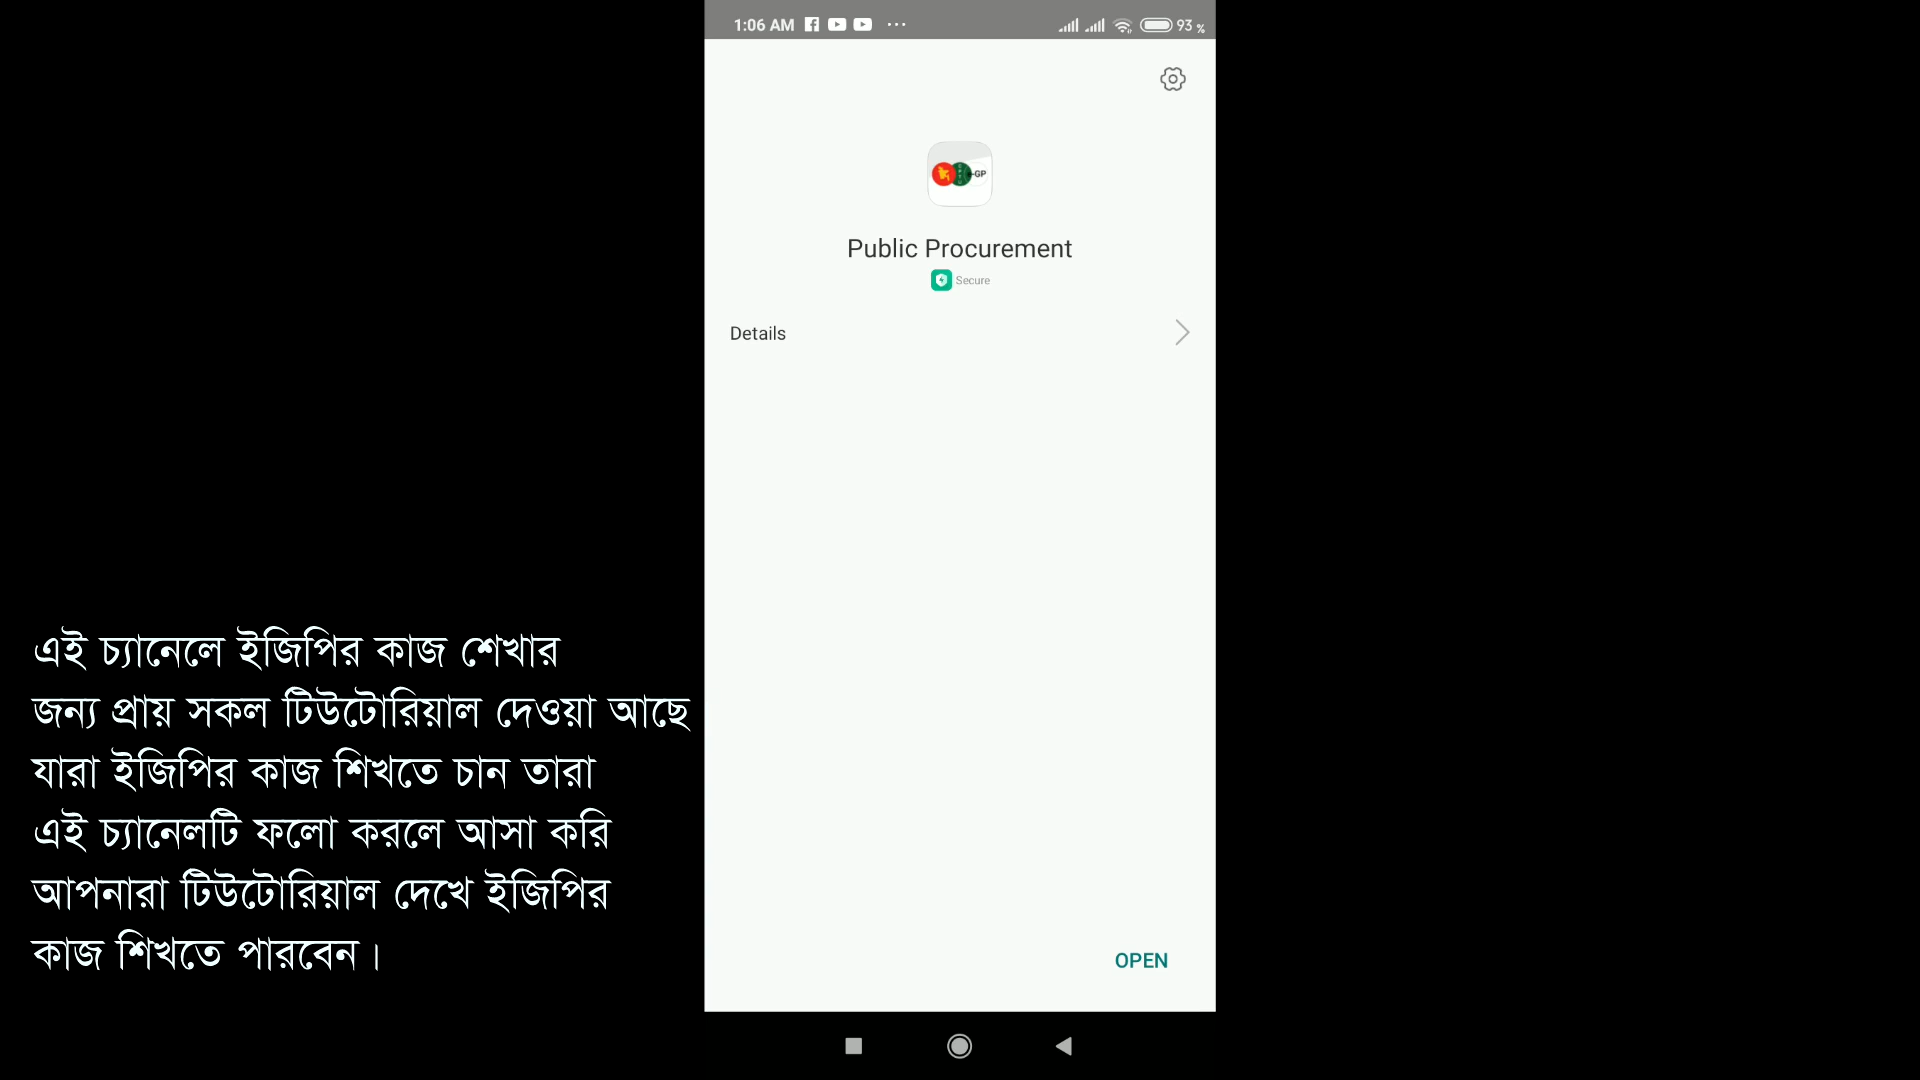 1:06 AM ... 93 %
e-GP
Public Procurement
Secure
Details
এই চ্যানেলে ইজিপির কাজ শেখার
জন্য প্রায় সকল টিউটোরিয়াল দেওয়া আছে
যারা ইজিপির কাজ শিখতে চান তারা
এই চ্যানেলটি ফলো করলে আসা করি
আপনারা টিউটোরিয়াল দেখে ইজিপির
কাজ শিখতে পারবেন।
OPEN